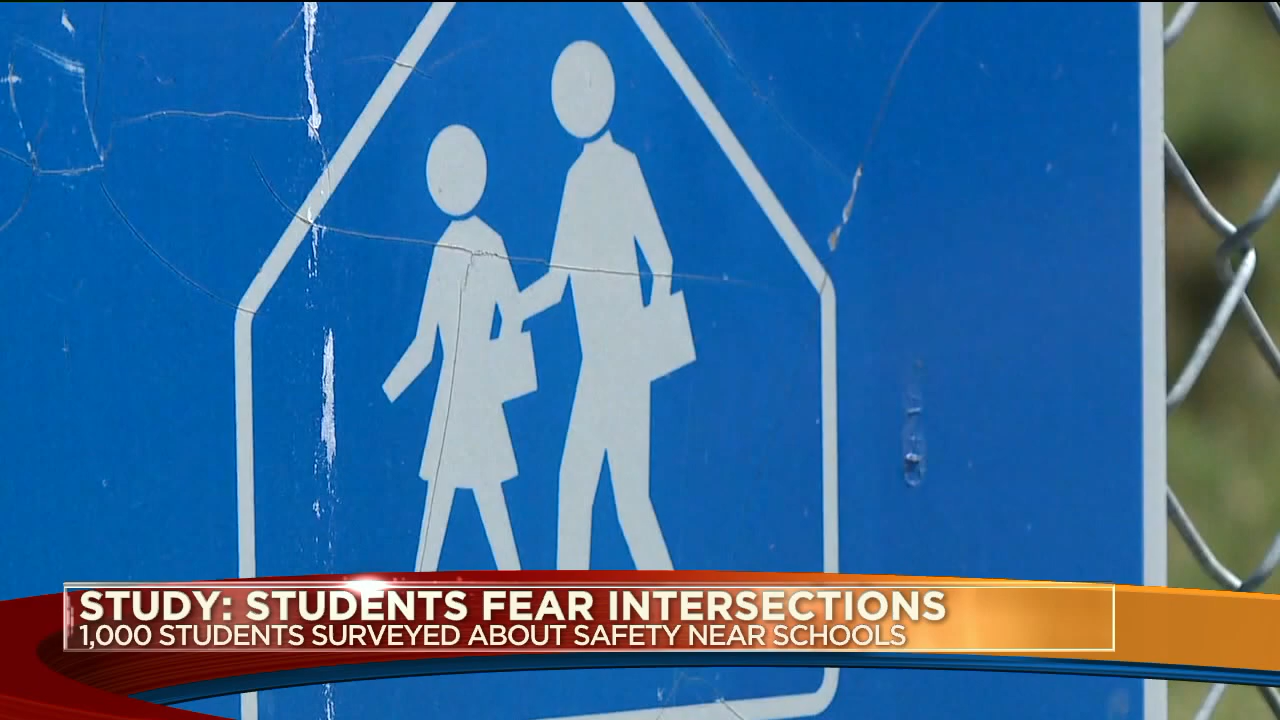 STUDY: STUDENTS FEAR INTERSECTIONS
1,000 STUDENTS SURVEYED ABOUT SAFETY NEAR SCHOOLS